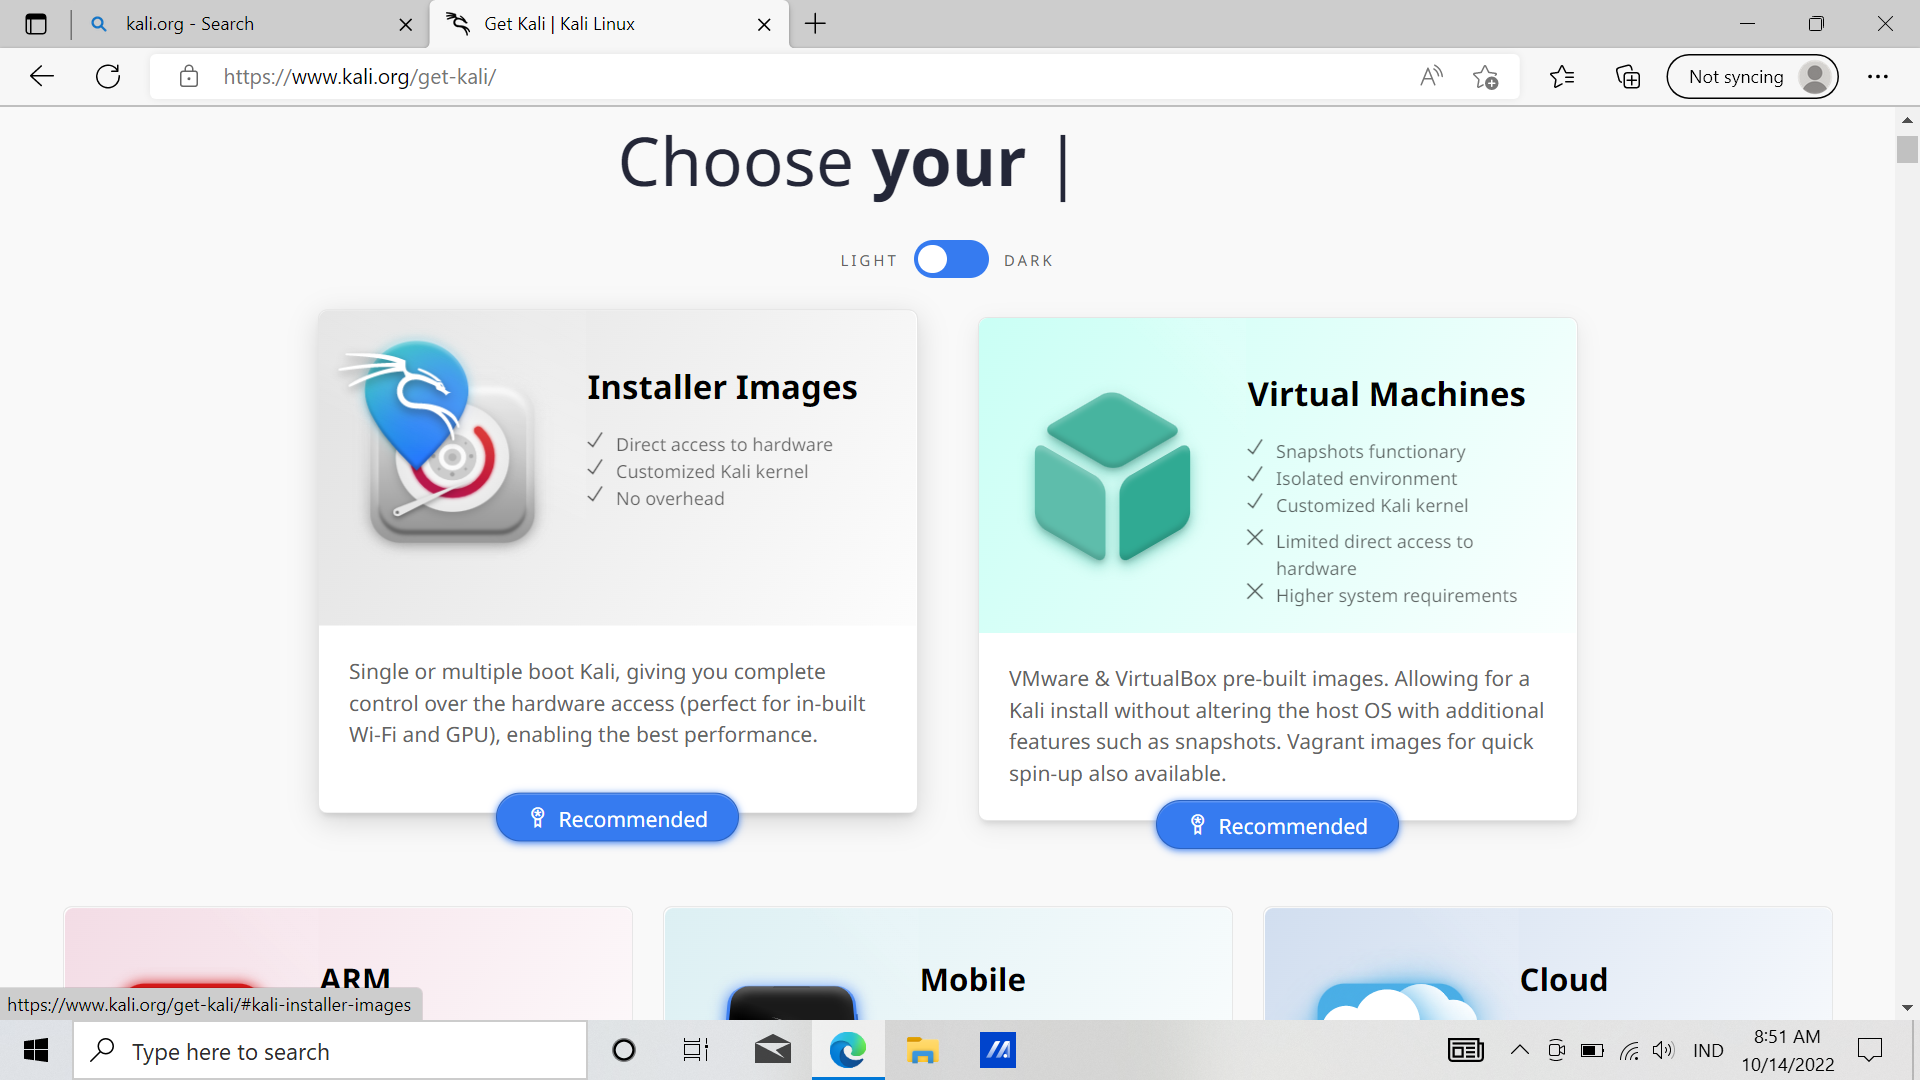 kali.org - Search
Get Kali | Kali Linux
https://www.kali.org/get-kali/
Not syncing
Choose your |
LIGHT
DARK
Installer Images
Direct access to hardware
Customized Kali kernel
No overhead
Single or multiple boot Kali, giving you complete
control over the hardware access (perfect for in-built
Wi-Fi and GPU), enabling the best performance.
Recommended
Virtual Machines
Snapshots functionary
Isolated environment
Customized Kali kernel
Limited direct access to
hardware
Higher system requirements
VMware & VirtualBox pre-built images. Allowing for a
Kali install without altering the host OS with additional
features such as snapshots. Vagrant images for quick
spin-up also available.
Recommended
ARM
Mobile
Cloud
https://www.kali.org/get-kali/#kali-installer-images
Type here to search
IND
8:51 AM
10/14/2022